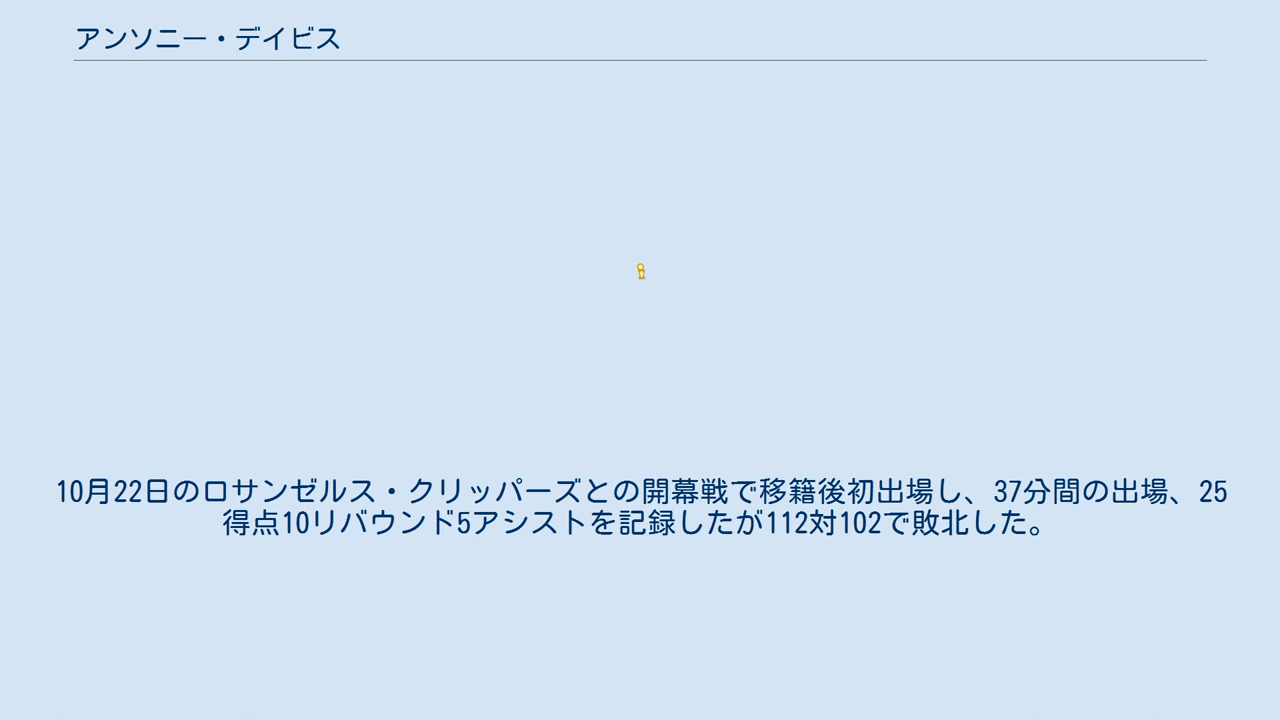 アンソニー・デイビス
10月22日のロサンゼルス・クリッパーズとの開幕戦で移籍後初出場し、37分間の出場、25
得点10リバウンド5アシストを記録したが112対102で敗北した。